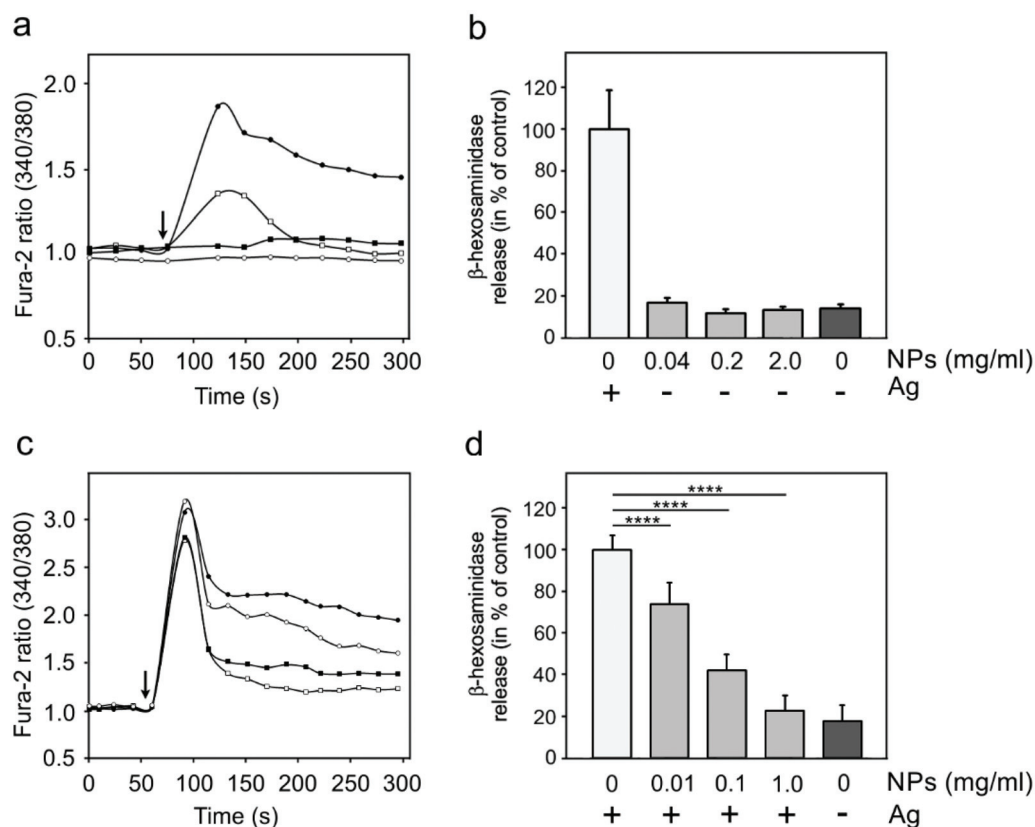 a
Fura-2 ratio (340/380)
2.0
1.5
1.0
0.5
0 50 100 150 200 250 300
Time (s)
b
β-hexosaminidase
release (in % of control)
120
100
80
60
40
20
0
0 0.04 0.2 2.0 0 NPs (mg/ml)
+ - - - - Ag
c
Fura-2 ratio (340/380)
3.0
2.5
2.0
1.5
1.0
0.5
0 50 100 150 200 250 300
Time (s)
d
β-hexosaminidase
release (in % of control)
120
100
80
60
40
20
0
****
****
****
0 0.01 0.1 1.0 0 NPs (mg/ml)
+ + + + - Ag